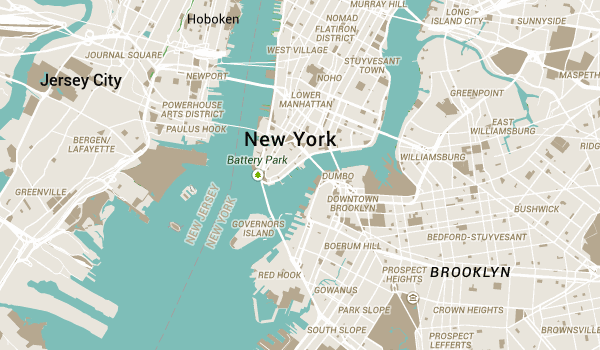 MURRAY HILL
Hoboken
NOMAD
FLATIRON
DISTRICT
LONG
ISLAND CITY
SUNNYSIDE
JOURNAL SQUARE
WEST VILLAGE
STUYVESANT
TOWN
Jersey City
NEWPORT
NOHO
MASPETH
LOWER
MANHATTAN
GREENPOINT
POWERHOUSE
ARTS DISTRICT
PAULUS HOOK
EAST
WILLIAMSBURG
New York
BERGEN/
LAFAYETTE
RIDG
Battery Park
WILLIAMSBURG
DUMBO
GREENVILLE
DOWNTOWN
BROOKLYN
BUSHWICK
NEW JERSEY
NEW YORK
GOVERNORS
ISLAND
BEDFORD-STUYVESANT
BOERUM HILL
RED HOOK
PROSPECT
HEIGHTS
BROOKLYN
GOWANUS
PARK SLOPE
CROWN HEIGHTS
SOUTH SLOPE
BROWNSVILLE
PROSPECT
LEFFERTS